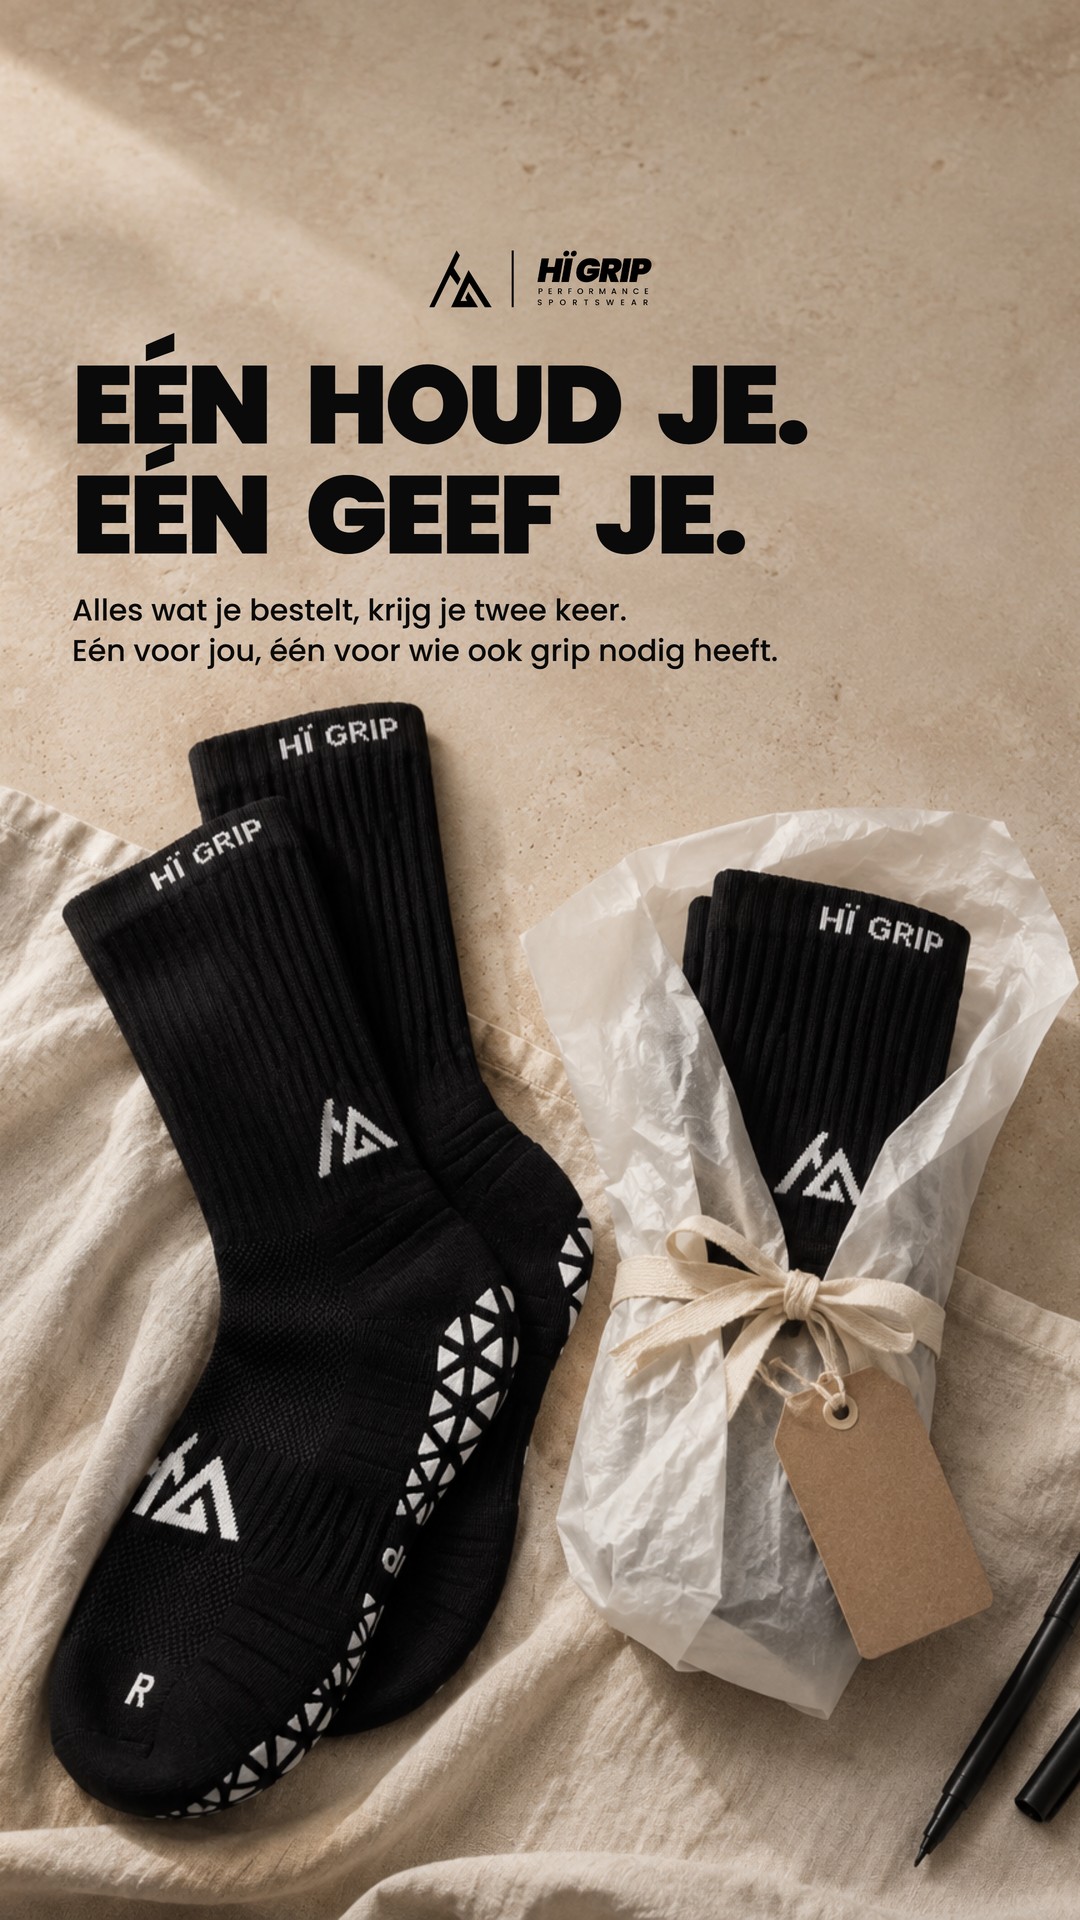 HÏ GRIP
PERFORMANCE
SPORTSWEAR
EÉN HOUD JE.
EÉN GEEF JE.
Alles wat je bestelt, krijg je twee keer.
Eén voor jou, één voor wie ook grip nodig heeft.
HÏ GRIP
HÏ GRIP
HÏ GRIP
R